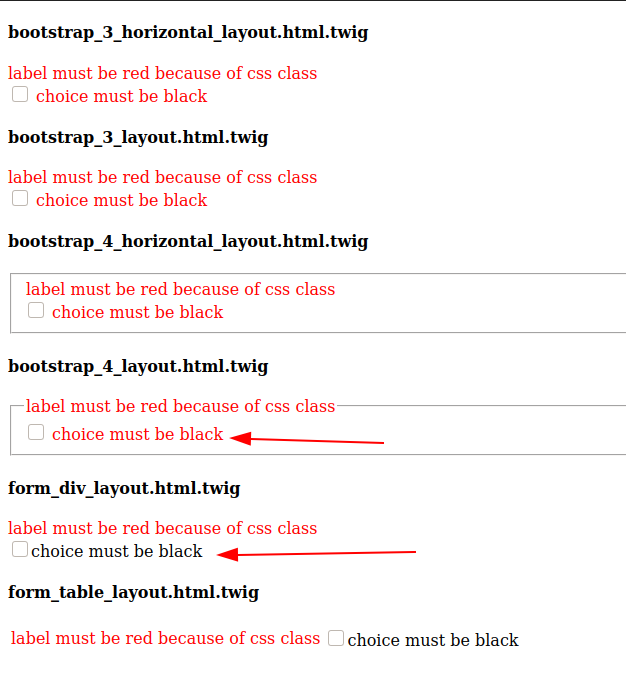 bootstrap_3_horizontal_layout.html.twig
label must be red because of css class
choice must be black
bootstrap_3_layout.html.twig
label must be red because of css class
choice must be black
bootstrap_4_horizontal_layout.html.twig
label must be red because of css class
choice must be black
bootstrap_4_layout.html.twig
label must be red because of css class
choice must be black
form_div_layout.html.twig
label must be red because of css class
choice must be black
form_table_layout.html.twig
label must be red because of css class choice must be black